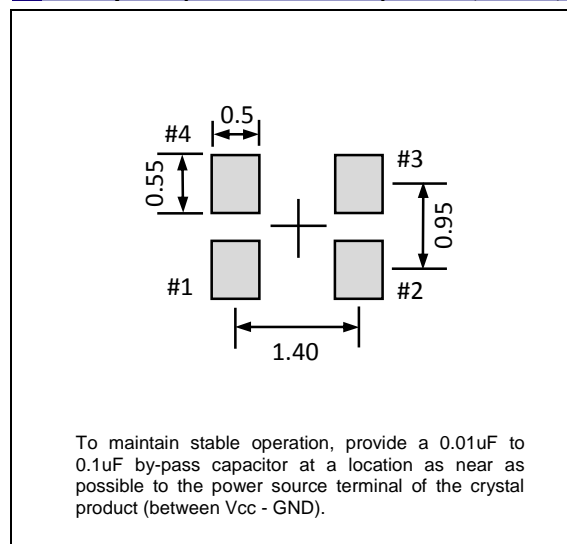 #4
0.5
#3
0.55
0.95
#1
#2
1.40
To maintain stable operation, provide a 0.01uF to
0.1uF by-pass capacitor at a location as near as
possible to the power source terminal of the crystal
product (between Vcc - GND).